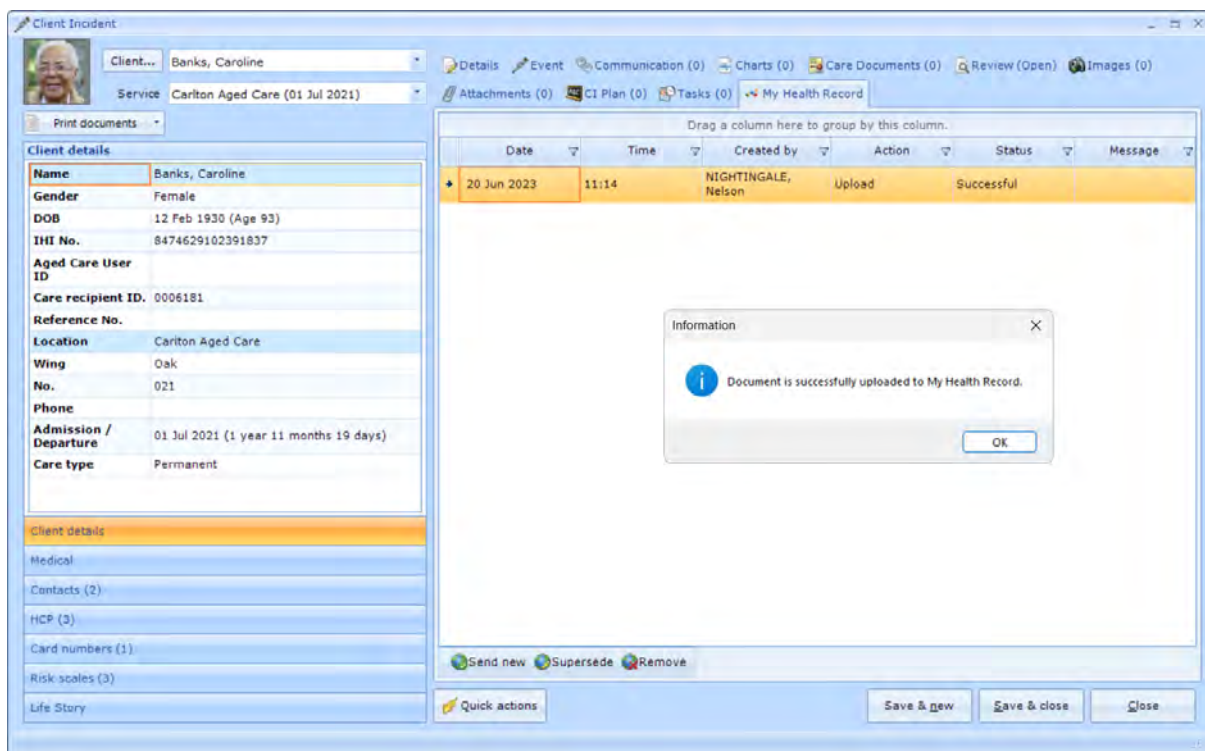 Client Incident
Client... Banks, Caroline
Service Carlton Aged Care (01 Jul 2021)
Print documents
Client details
Name Banks, Caroline
Gender Female
DOB 12 Feb 1930 (Age 93)
IHI No. 8474629102391837
Aged Care User
ID
Care recipient ID. 0006181
Reference No.
Location Carlton Aged Care
Wing Oak
No. 021
Phone
Admission /
Departure 01 Jul 2021 (1 year 11 months 19 days)
Care type Permanent
Client details
Medical
Contacts (2)
HCP (3)
Card numbers (1)
Risk scales (3)
Life Story
Details Event Communication (0) Charts (0) Care Documents (0) Review (Open) Images (0)
Attachments (0) CI Plan (0) Tasks (0) My Health Record
Drag a column here to group by this column.
Date Time Created by Action Status Message
20 Jun 2023 11:14 NIGHTINGALE,
Nelson Upload Successful
Information
Document is successfully uploaded to My Health Record.
OK
Send new Supersede Remove
Quick actions Save & new Save & close Close